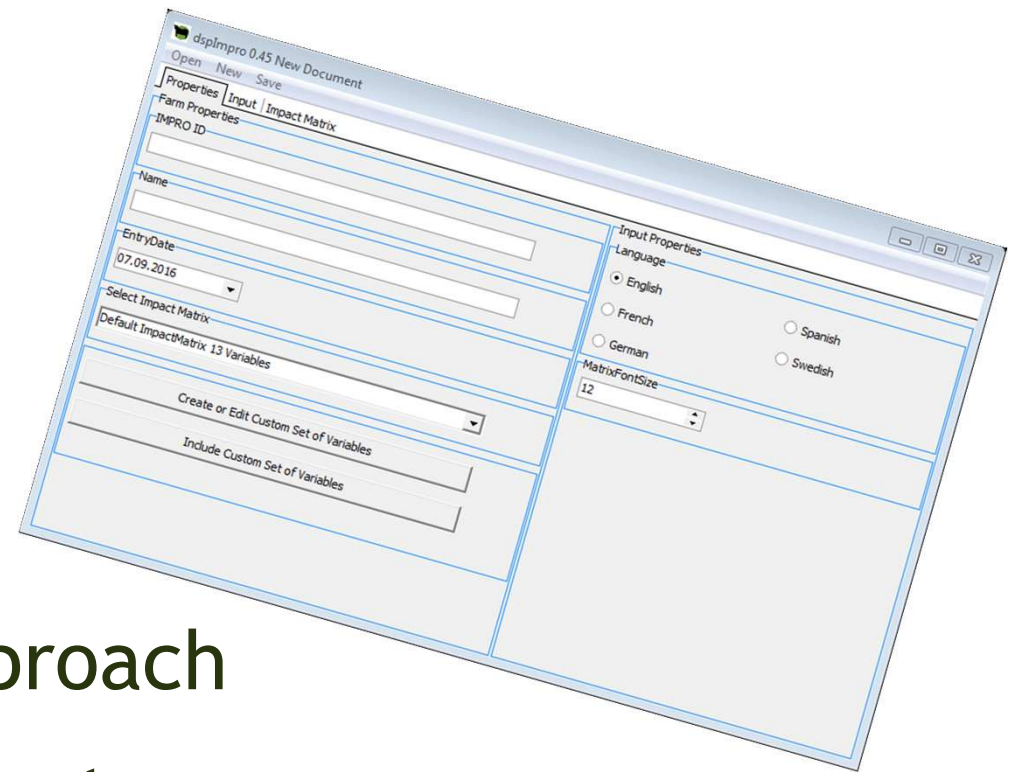 dspImpro 0.45 New Document
Open New Save
Properties Input Impact Matrix
Farm Properties
IMPRO ID
Name
EntryDate
07.09.2016
Select Impact Matrix
Default ImpactMatrix 13 Variables
Create or Edit Custom Set of Variables
Include Custom Set of Variables
Input Properties
Language
English
French
German
Spanish
Swedish
MatrixFontSize
12